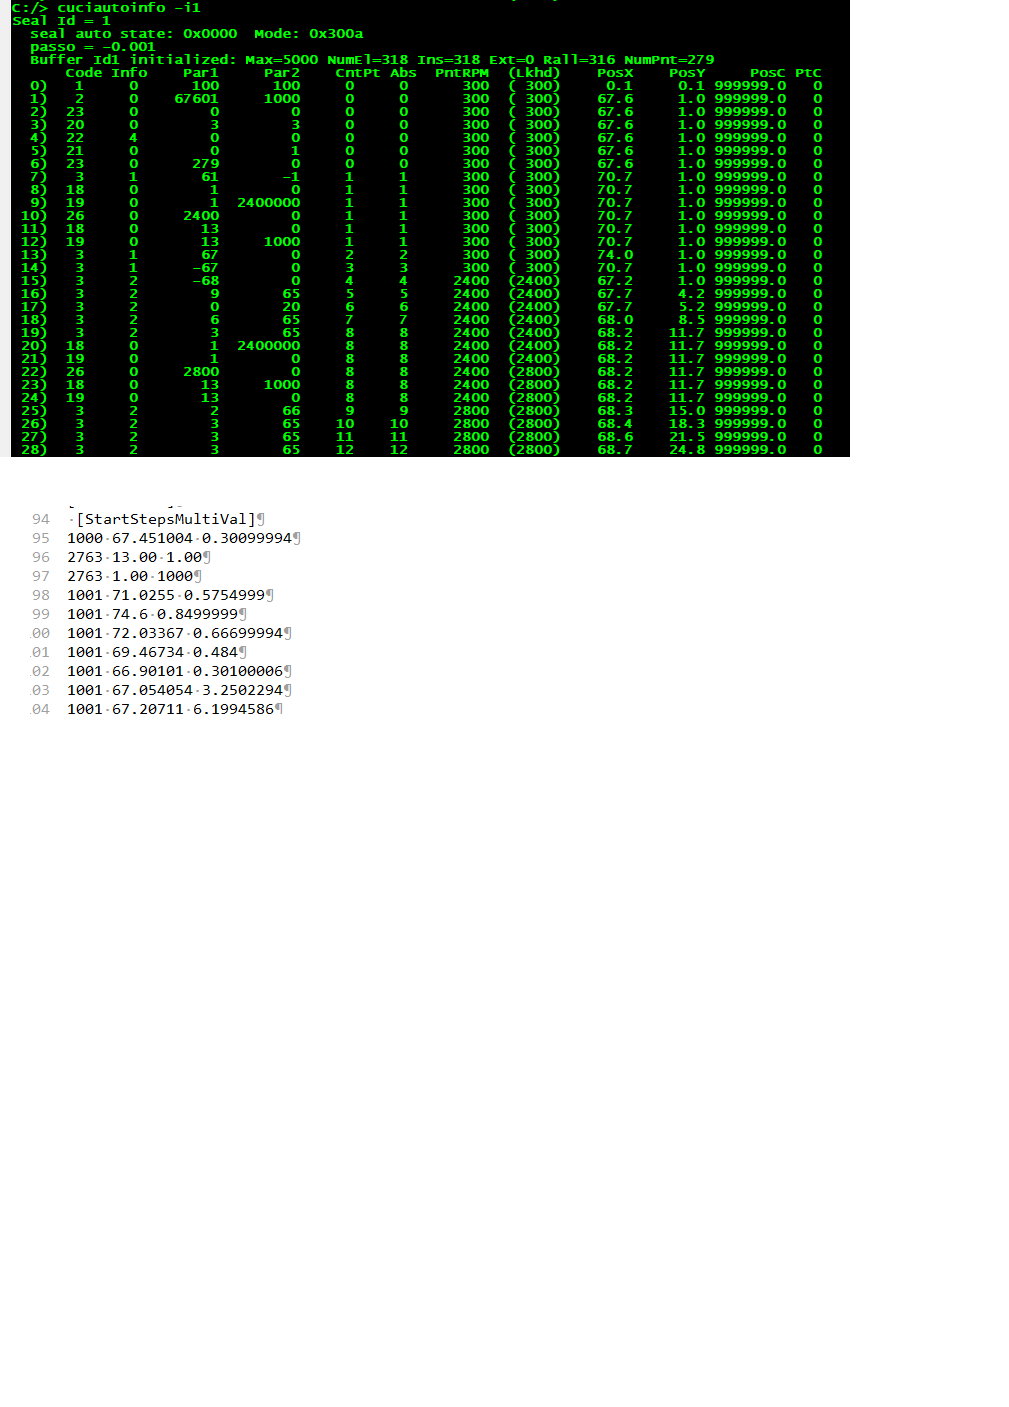 C:/> cuciautoinfo -i1
Seal Id = 1
seal auto state: 0x0000 Mode: 0x300a
passo = -0.001
Buffer Id1 initialized: Max=5000 NumEl=318 Ins=318 Ext=0 Rall=316 NumPnt=279
Code Info Par1 Par2 CntPt Abs PntRPM (Lkhd) PosX PosY PosC PtC
0) 1 0 100 100 0 0 300 ( 300) 0.1 0.1 999999.0 0
1) 2 0 67601 1000 0 0 300 ( 300) 67.6 1.0 999999.0 0
2) 23 0 0 0 0 0 300 ( 300) 67.6 1.0 999999.0 0
3) 20 0 3 3 0 0 300 ( 300) 67.6 1.0 999999.0 0
4) 22 4 0 0 0 0 300 ( 300) 67.6 1.0 999999.0 0
5) 21 0 0 1 0 0 300 ( 300) 67.6 1.0 999999.0 0
6) 23 0 279 0 0 0 300 ( 300) 67.6 1.0 999999.0 0
7) 3 1 61 -1 1 1 300 ( 300) 70.7 1.0 999999.0 0
8) 18 0 1 0 1 1 300 ( 300) 70.7 1.0 999999.0 0
9) 19 0 1 2400000 1 1 300 ( 300) 70.7 1.0 999999.0 0
10) 26 0 2400 0 1 1 300 ( 300) 70.7 1.0 999999.0 0
11) 18 0 13 0 1 1 300 ( 300) 70.7 1.0 999999.0 0
12) 19 0 13 1000 1 1 300 ( 300) 70.7 1.0 999999.0 0
13) 3 1 67 0 2 2 300 ( 300) 74.0 1.0 999999.0 0
14) 3 1 -67 0 3 3 300 ( 300) 70.7 1.0 999999.0 0
15) 3 2 -68 0 4 4 2400 (2400) 67.2 1.0 999999.0 0
16) 3 2 9 65 5 5 2400 (2400) 67.7 4.2 999999.0 0
17) 3 2 0 20 6 6 2400 (2400) 67.7 5.2 999999.0 0
18) 3 2 6 65 7 7 2400 (2400) 68.0 8.5 999999.0 0
19) 3 2 3 65 8 8 2400 (2400) 68.2 11.7 999999.0 0
20) 18 0 1 2400000 8 8 2400 (2400) 68.2 11.7 999999.0 0
21) 19 0 1 0 8 8 2400 (2400) 68.2 11.7 999999.0 0
22) 26 0 2800 0 8 8 2400 (2800) 68.2 11.7 999999.0 0
23) 18 0 13 1000 8 8 2400 (2800) 68.2 11.7 999999.0 0
24) 19 0 13 0 8 8 2400 (2800) 68.2 11.7 999999.0 0
25) 3 2 2 66 9 9 2800 (2800) 68.3 15.0 999999.0 0
26) 3 2 3 65 10 10 2800 (2800) 68.4 18.3 999999.0 0
27) 3 2 3 65 11 11 2800 (2800) 68.6 21.5 999999.0 0
28) 3 2 3 65 12 12 2800 (2800) 68.7 24.8 999999.0 0
94 ·[StartStepsMultiVal]¶
95 1000·67.451004·0.30099994¶
96 2763·13.00·1.00¶
97 2763·1.00·1000¶
98 1001·71.0255·0.5754999¶
99 1001·74.6·0.8499999¶
00 1001·72.03367·0.66699994¶
01 1001·69.46734·0.484¶
02 1001·66.90101·0.30100006¶
03 1001·67.054054·3.2502294¶
04 1001·67.20711·6.1994586¶